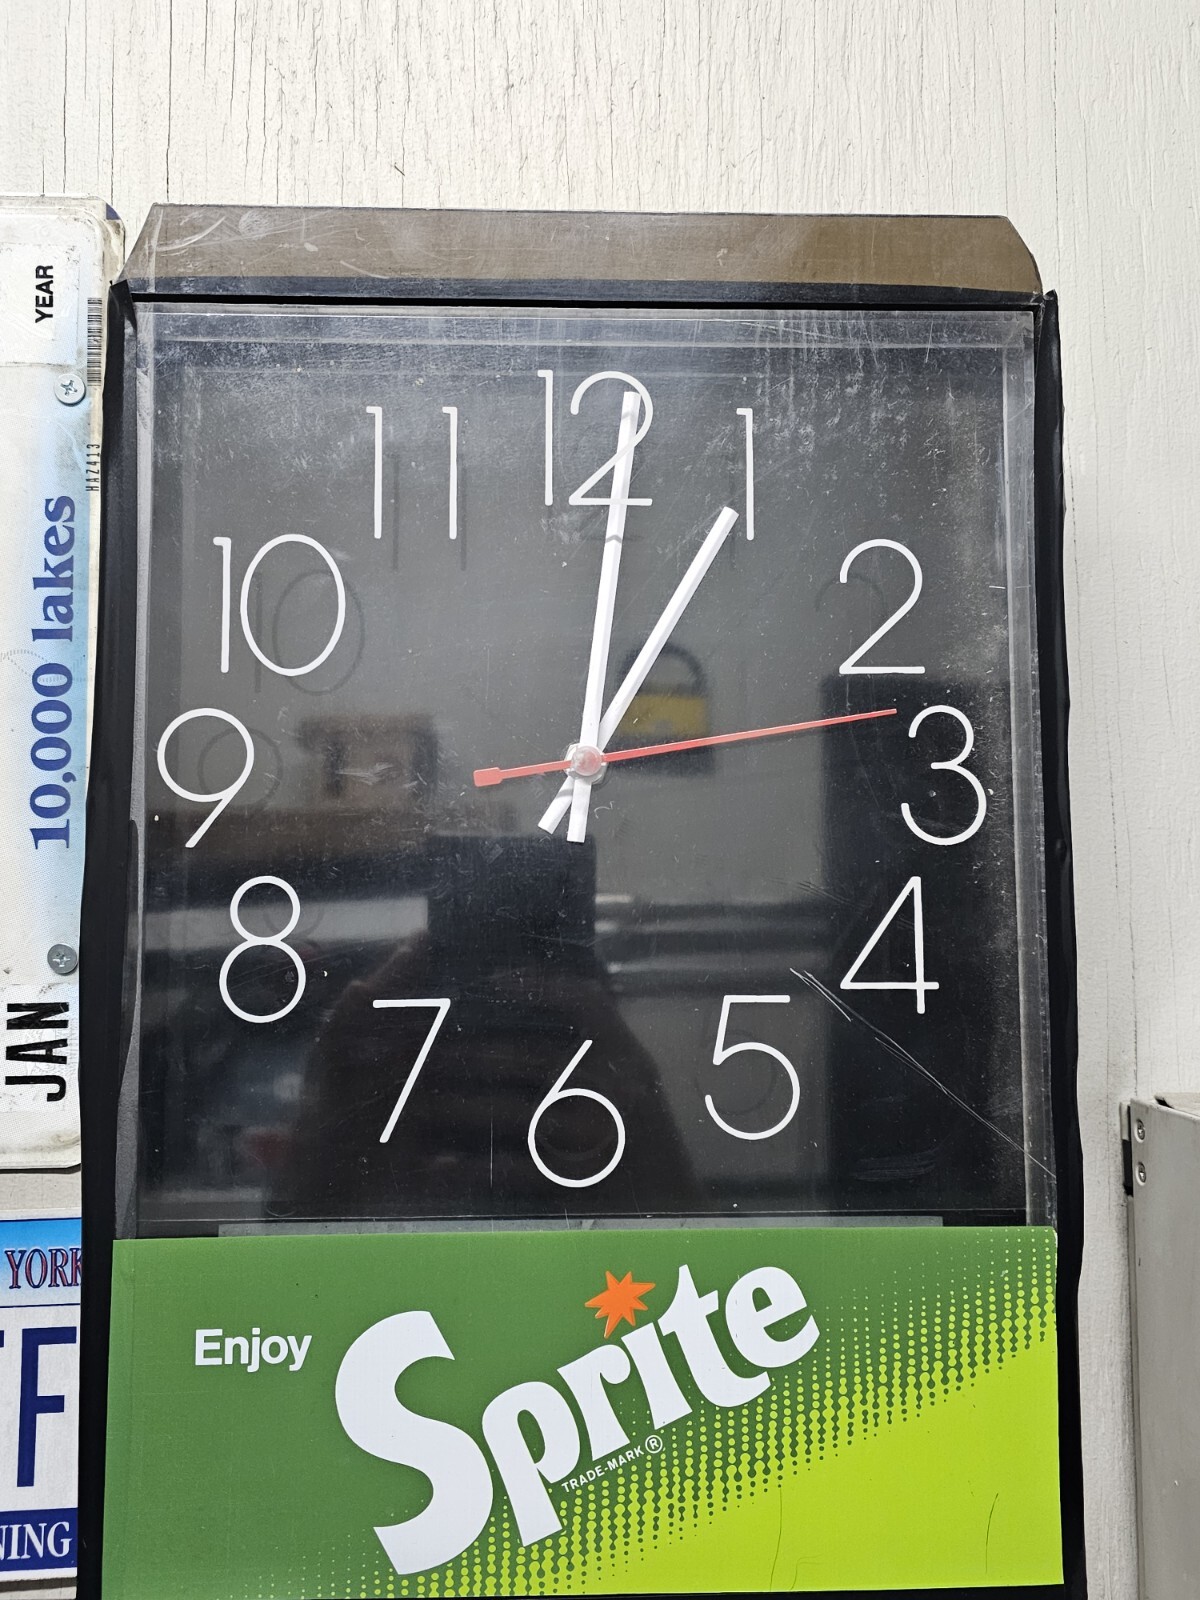 YEAR
HAZ413
10,000 lakes
JAN
YORK
F
NING
12
11
1
10
2
9
3
8
4
7
5
6
Enjoy
Sprite
TRADE-MARK ®